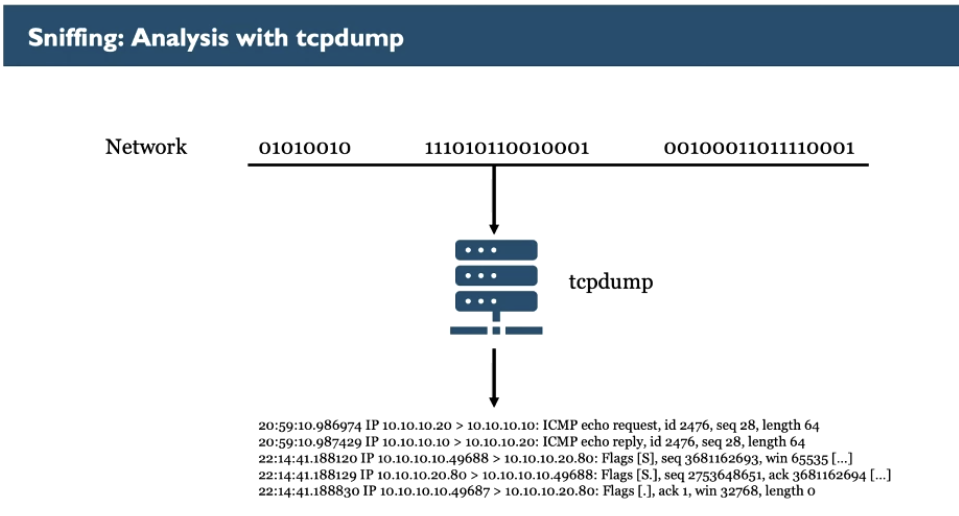 Sniffing: Analysis with tcpdump
Network 01010010 111010110010001 001000110111110001
tcpdump
20:59:10.986974 IP 10.10.10.20 > 10.10.10.10: ICMP echo request, id 2476, seq 28, length 64
20:59:10.987429 IP 10.10.10.10 > 10.10.10.20: ICMP echo reply, id 2476, seq 28, length 64
22:14:41.188120 IP 10.10.10.10.49688 > 10.10.10.20.80: Flags [S], seq 3681162693, win 65535 [...]
22:14:41.188129 IP 10.10.10.20.80 > 10.10.10.10.49688: Flags [S.], seq 2753648651, ack 3681162694 [...]
22:14:41.188830 IP 10.10.10.10.49687 > 10.10.10.20.80: Flags [.], ack 1, win 32768, length 0